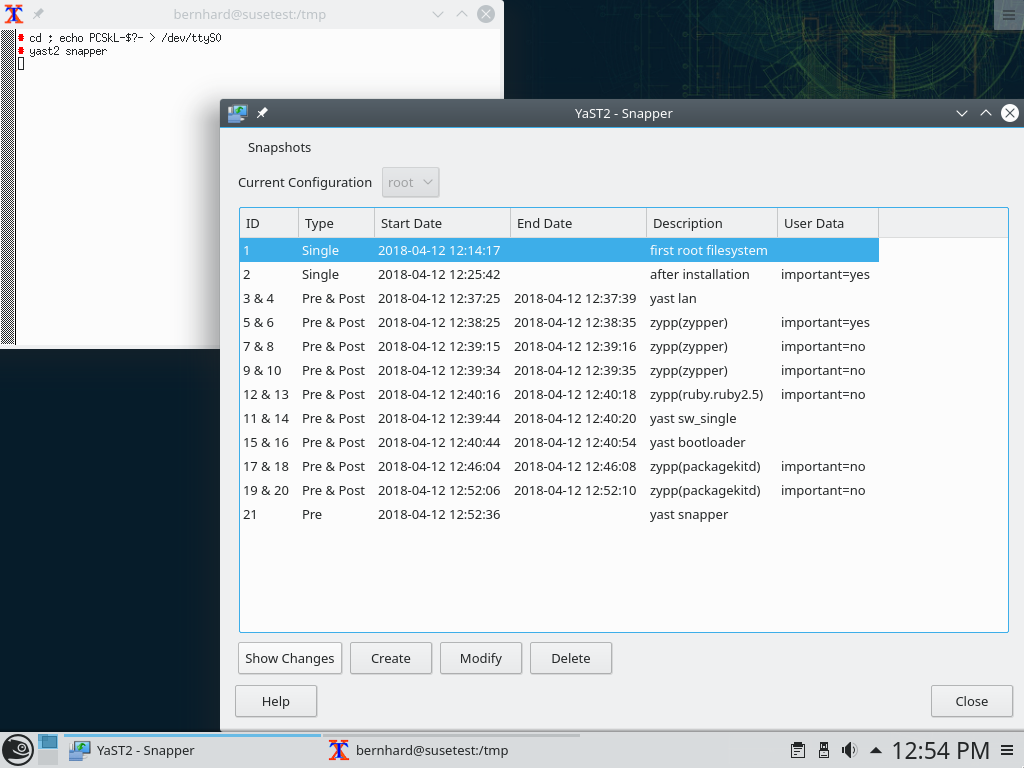 bernhard@susetest:/tmp
cd ; echo PCSkL-$?- > /dev/ttyS0
yast2 snapper
YaST2 - Snapper
Snapshots
Current Configuration root
ID Type Start Date End Date Description User Data
1 Single 2018-04-12 12:14:17 first root filesystem
2 Single 2018-04-12 12:25:42 after installation important=yes
3 & 4 Pre & Post 2018-04-12 12:37:25 2018-04-12 12:37:39 yast lan
5 & 6 Pre & Post 2018-04-12 12:38:25 2018-04-12 12:38:35 zypp(zypper) important=yes
7 & 8 Pre & Post 2018-04-12 12:39:15 2018-04-12 12:39:16 zypp(zypper) important=no
9 & 10 Pre & Post 2018-04-12 12:39:34 2018-04-12 12:39:35 zypp(zypper) important=no
12 & 13 Pre & Post 2018-04-12 12:40:16 2018-04-12 12:40:18 zypp(ruby.ruby2.5) important=no
11 & 14 Pre & Post 2018-04-12 12:39:44 2018-04-12 12:40:20 yast sw_single
15 & 16 Pre & Post 2018-04-12 12:40:44 2018-04-12 12:40:54 yast bootloader
17 & 18 Pre & Post 2018-04-12 12:46:04 2018-04-12 12:46:08 zypp(packagekitd) important=no
19 & 20 Pre & Post 2018-04-12 12:52:06 2018-04-12 12:52:10 zypp(packagekitd) important=no
21 Pre 2018-04-12 12:52:36 yast snapper
Show Changes Create Modify Delete
Help Close
YaST2 - Snapper bernhard@susetest:/tmp 12:54 PM